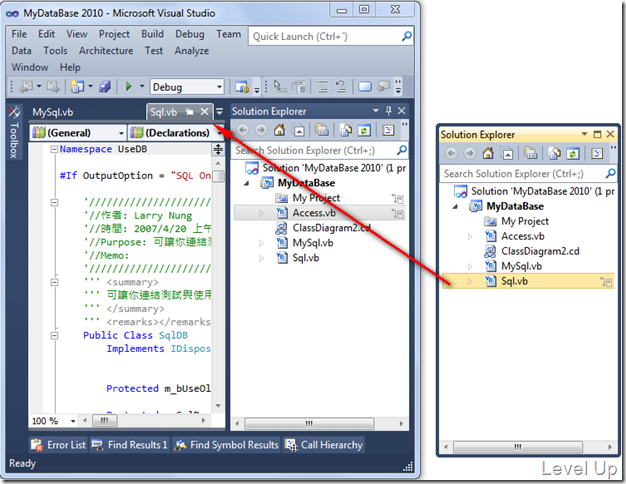 MyDataBase 2010 - Microsoft Visual Studio
File Edit View Project Build Debug Team
Quick Launch (Ctrl+`)
Data Tools Architecture Test Analyze
Window Help
Debug
Toolbox
MySql.vb Sql.vb
(General) (Declarations)
Namespace UseDB
#If OutputOption = "SQL On
'//作者: Larry Nung
'//時間: 2007/4/20 上午
'//Purpose: 可讓你連結測
'//Memo:
''' <summary>
''' 可讓你連結測試與使用
''' </summary>
''' <remarks></remarks
Public Class SqlDB
Implements IDispos
Protected m_bUseOl
100 %
Solution Explorer
Search Solution Explorer (Ctrl+;)
Solution 'MyDataBase 2010' (1 pr
MyDataBase
My Project
Access.vb
ClassDiagram2.cd
MySql.vb
Sql.vb
Error List Find Results 1 Find Symbol Results Call Hierarchy
Ready
Solution Explorer
Search Solution Explorer (Ctrl+;)
Solution 'MyDataBase 2010' (1 pr
MyDataBase
My Project
Access.vb
ClassDiagram2.cd
MySql.vb
Sql.vb
Level Up